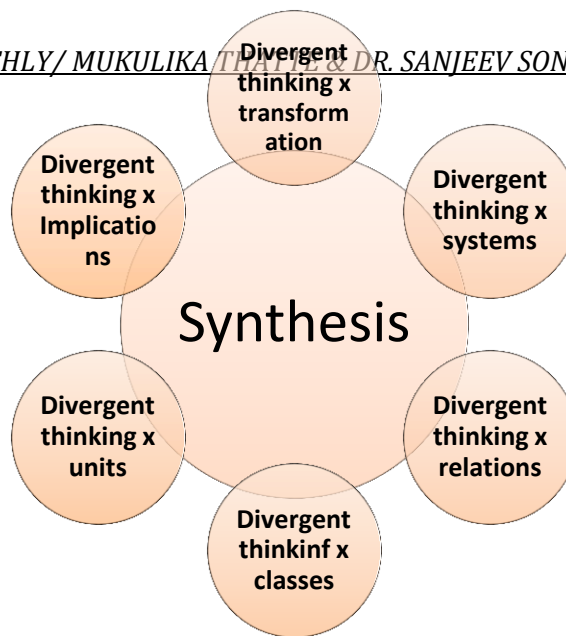 THLY/ MUKULIKA THATTE & DR. SANJEEV SON
Divergent
thinking x
transform
ation
Divergent
thinking x
systems
Divergent
thinking x
relations
Divergent
thinkinf x
classes
Divergent
thinking x
units
Divergent
thinking x
Implicatio
ns
Synthesis